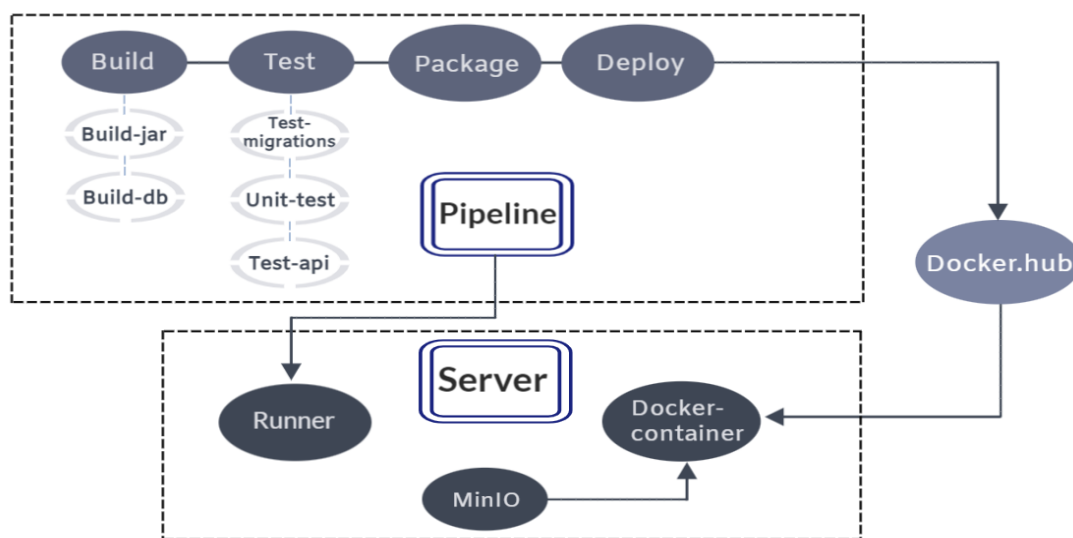 Build
Test
Package
Deploy
Build-jar
Build-db
Test-
migrations
Unit-test
Test-api
Pipeline
Docker.hub
Server
Runner
Docker-
container
MinIO